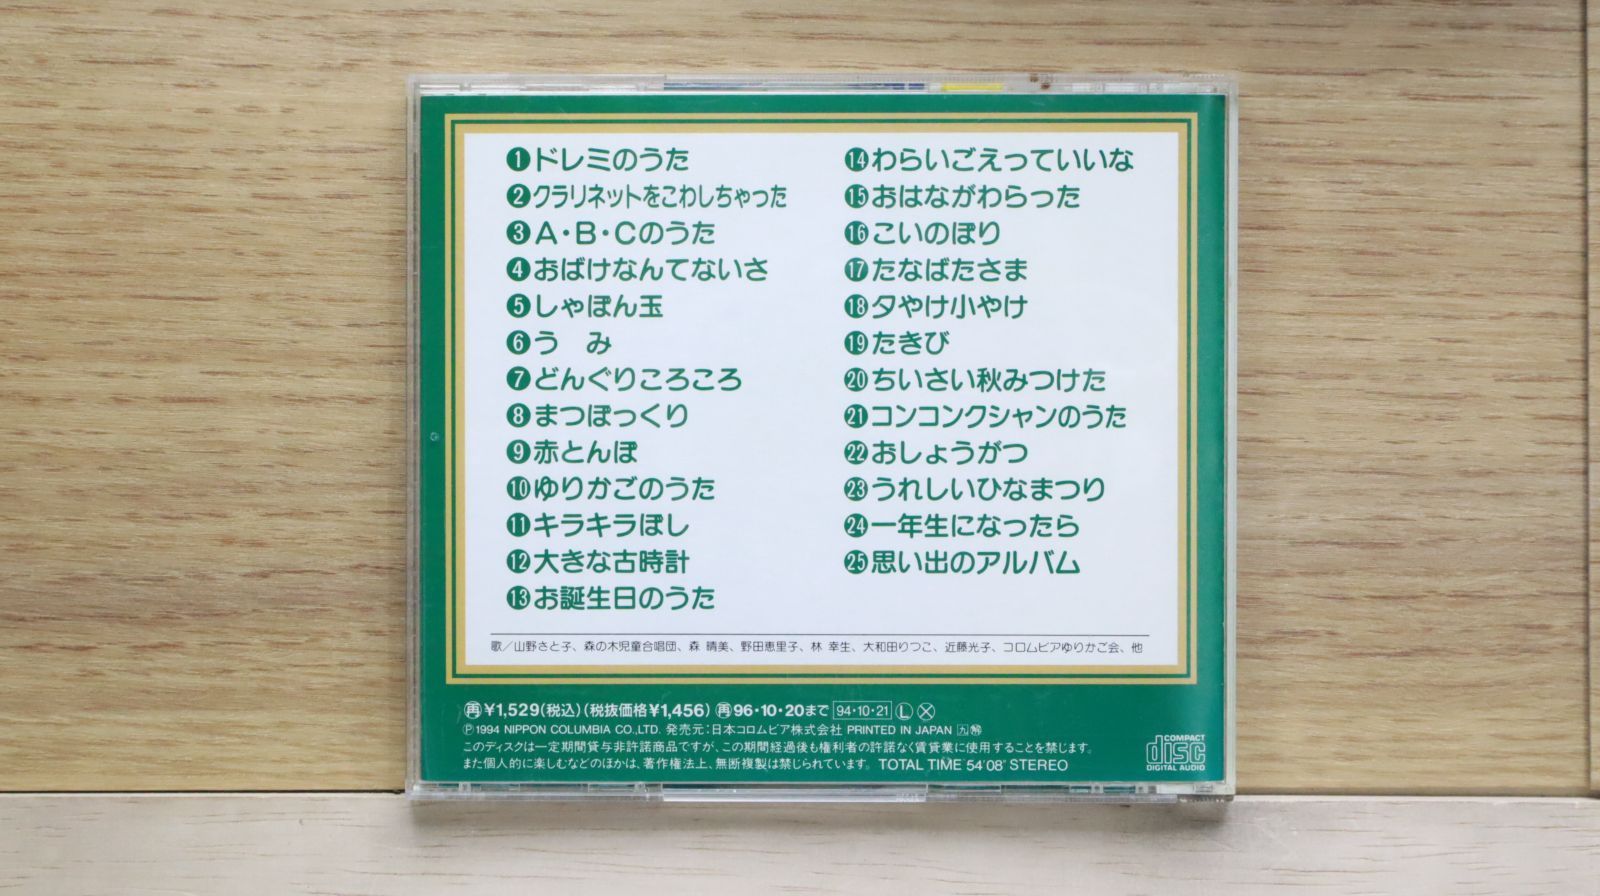 ❶ドレミのうた
❷クラリネットをこわしちゃった
❸A・B・Cのうた
❹おばけなんてないさ
❺しゃぼん玉
❻う み
❼どんぐりころころ
❽まつぼっくり
❾赤とんぼ
❿ゆりかごのうた
⓫キラキラぼし
⓬大きな古時計
⓭お誕生日のうた
⓮わらいごえっていいな
⓯おはながわらった
⓰こいのぼり
⓱たなばたさま
⓲夕やけ小やけ
⓳たきび
⓴ちいさい秋みつけた
㉑コンコンクシャンのうた
㉒おしょうがつ
㉓うれしいひなまつり
㉔一年生になったら
㉕思い出のアルバム
歌／山野さと子、森の木児童合唱団、森 晴美、野田恵里子、林 幸生、大和田りつこ、近藤光子、コロムビアゆりかご会、他
再¥1,529(税込)(税抜価格¥1,456) 再96・10・20まで 94・10・21 Ⓛ Ⓧ
Ⓟ1994 NIPPON COLUMBIA CO.,LTD. 発売元：日本コロムビア株式会社 PRINTED IN JAPAN
このディスクは一定期間貸与非許諾商品ですが、この期間経過後も権利者の許諾なく賃貸業に使用することを禁じます。
また個人的に楽しむなどのほかは、著作権法上、無断複製は禁じられています。 TOTAL TIME 54'08" STEREO
COMPACT
disc
DIGITAL AUDIO